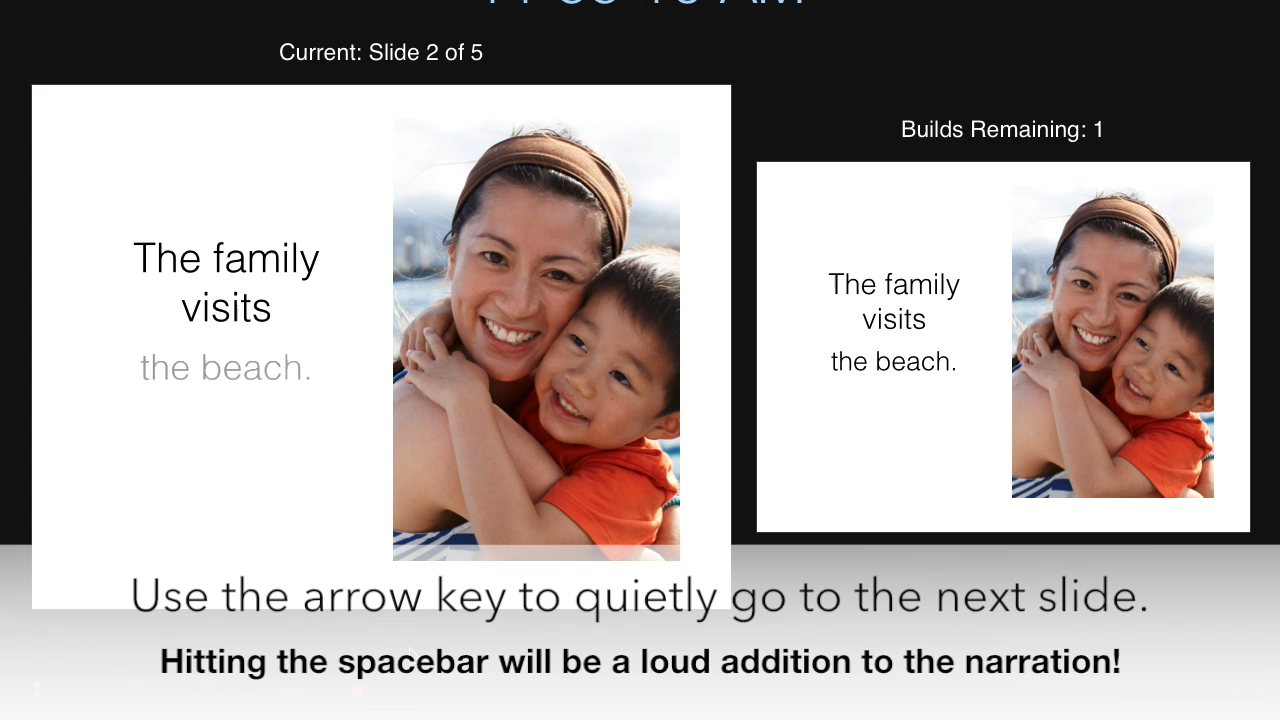 Current: Slide 2 of 5
The family
visits
the beach.
Builds Remaining: 1
The family
visits
the beach.
Use the arrow key to quietly go to the next slide.
Hitting the spacebar will be a loud addition to the narration!